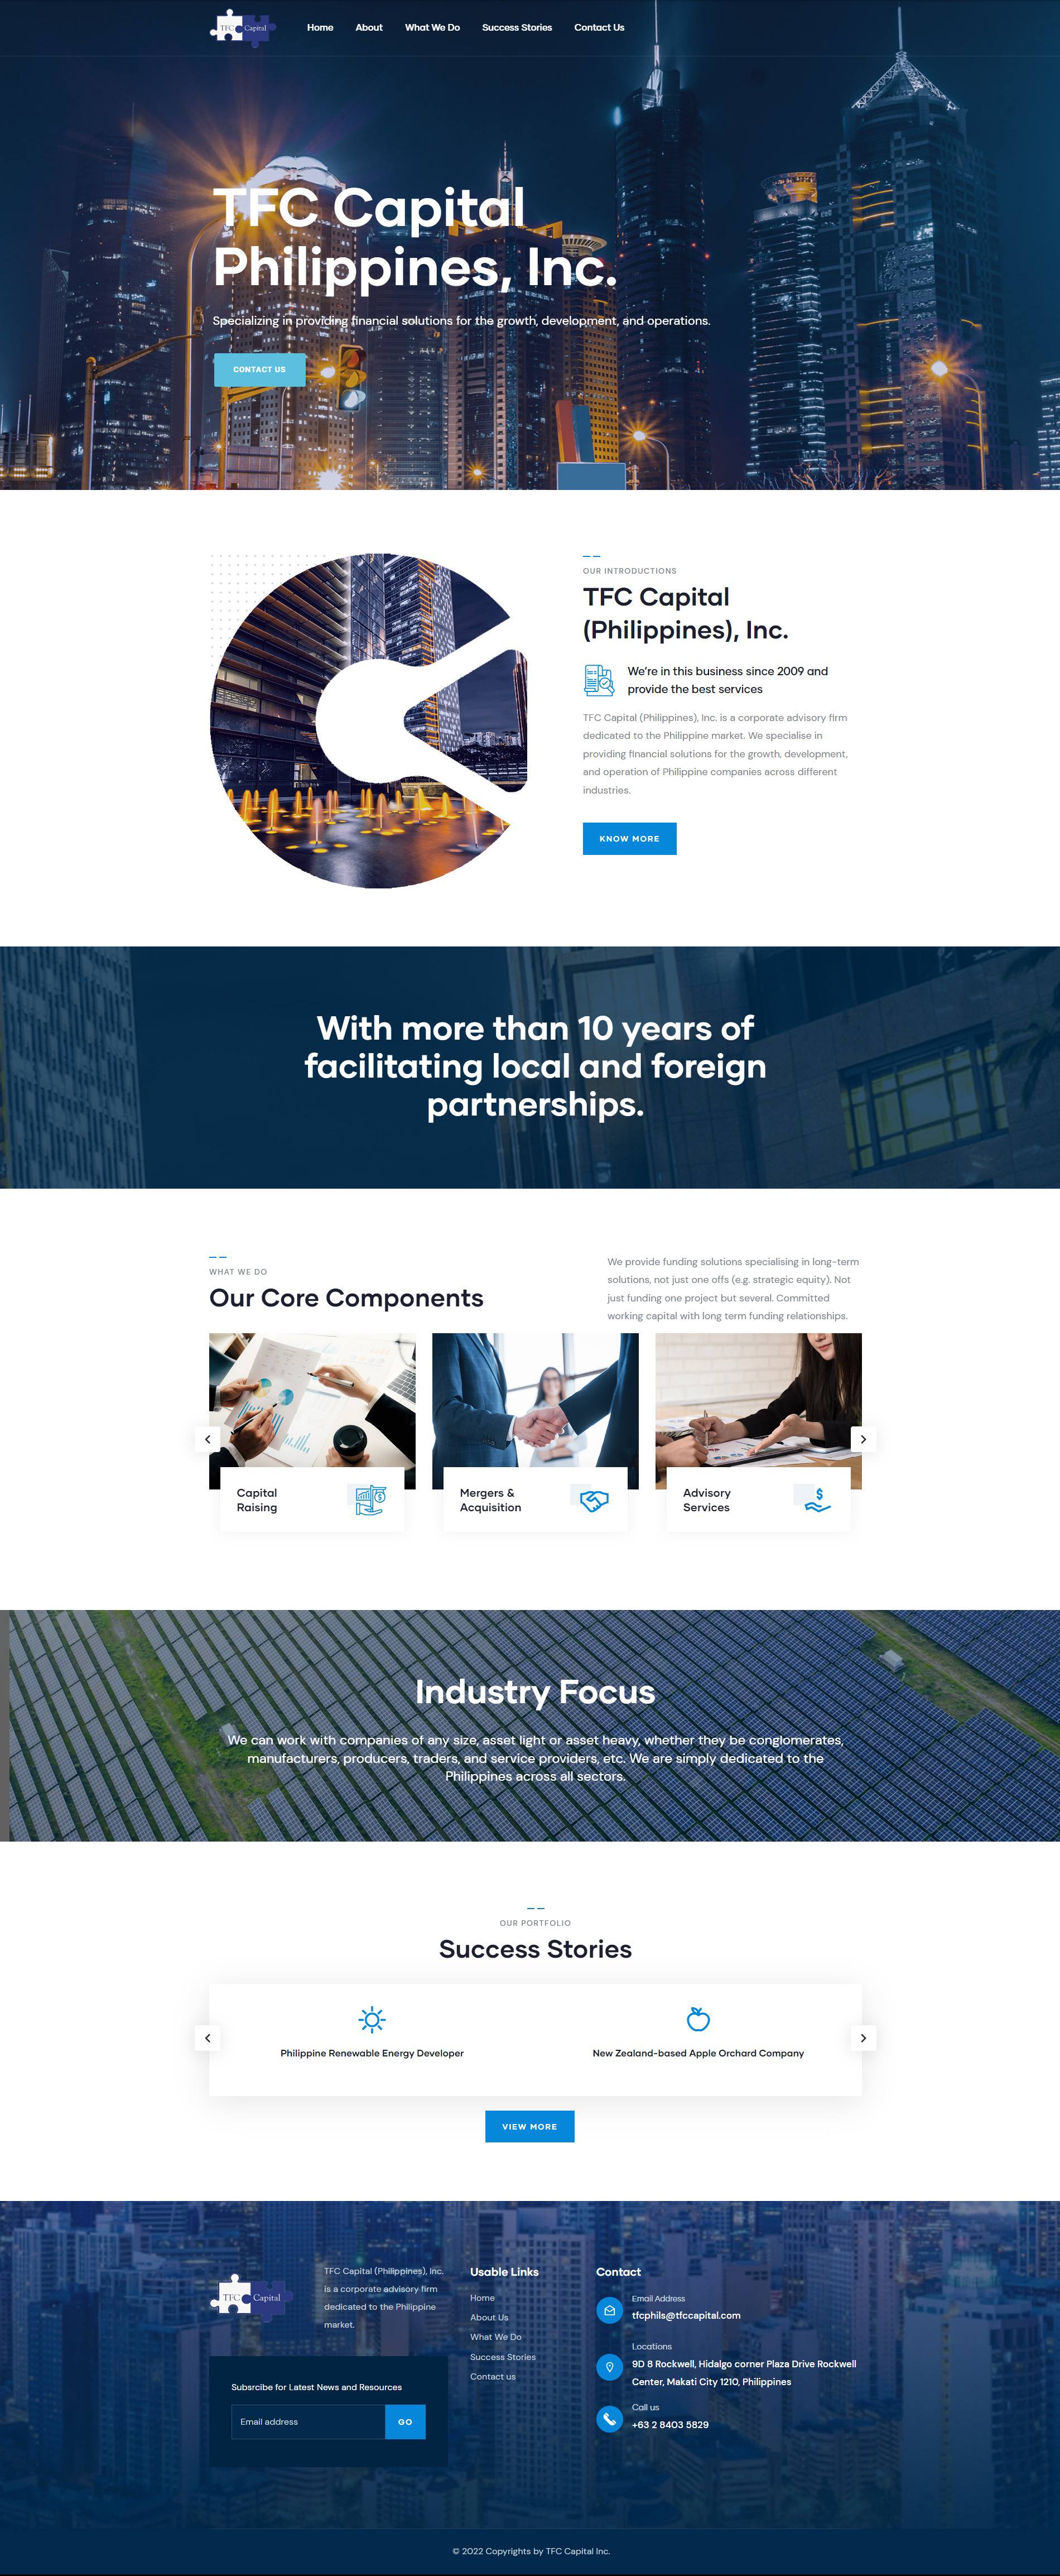 TFC Capital
Home About What We Do Success Stories Contact Us
TFC Capital
Philippines, Inc.
Specializing in providing financial solutions for the growth, development, and operations.
CONTACT US
OUR INTRODUCTIONS
TFC Capital
(Philippines), Inc.
We're in this business since 2009 and
provide the best services
TFC Capital (Philippines), Inc. is a corporate advisory firm
dedicated to the Philippine market. We specialise in
providing financial solutions for the growth, development,
and operation of Philippine companies across different
industries.
KNOW MORE
With more than 10 years of
facilitating local and foreign
partnerships.
WHAT WE DO
Our Core Components
We provide funding solutions specialising in long-term
solutions, not just one offs (e.g. strategic equity). Not
just funding one project but several. Committed
working capital with long term funding relationships.
Capital
Raising
Mergers &
Acquisition
Advisory
Services
Industry Focus
We can work with companies of any size, asset light or asset heavy, whether they be conglomerates,
manufacturers, producers, traders, and service providers, etc. We are simply dedicated to the
Philippines across all sectors.
OUR PORTFOLIO
Success Stories
Philippine Renewable Energy Developer
New Zealand-based Apple Orchard Company
VIEW MORE
TFC Capital
TFC Capital (Philippines), Inc.
is a corporate advisory firm
dedicated to the Philippine
market.
Subsrcibe for Latest News and Resources
Email address
GO
Usable Links
Home
About Us
What We Do
Success Stories
Contact us
Contact
Email Address
tfcphils@tfccapital.com
Locations
9D 8 Rockwell, Hidalgo corner Plaza Drive Rockwell
Center, Makati City 1210, Philippines
Call us
+63 2 8403 5829
© 2022 Copyrights by TFC Capital Inc.